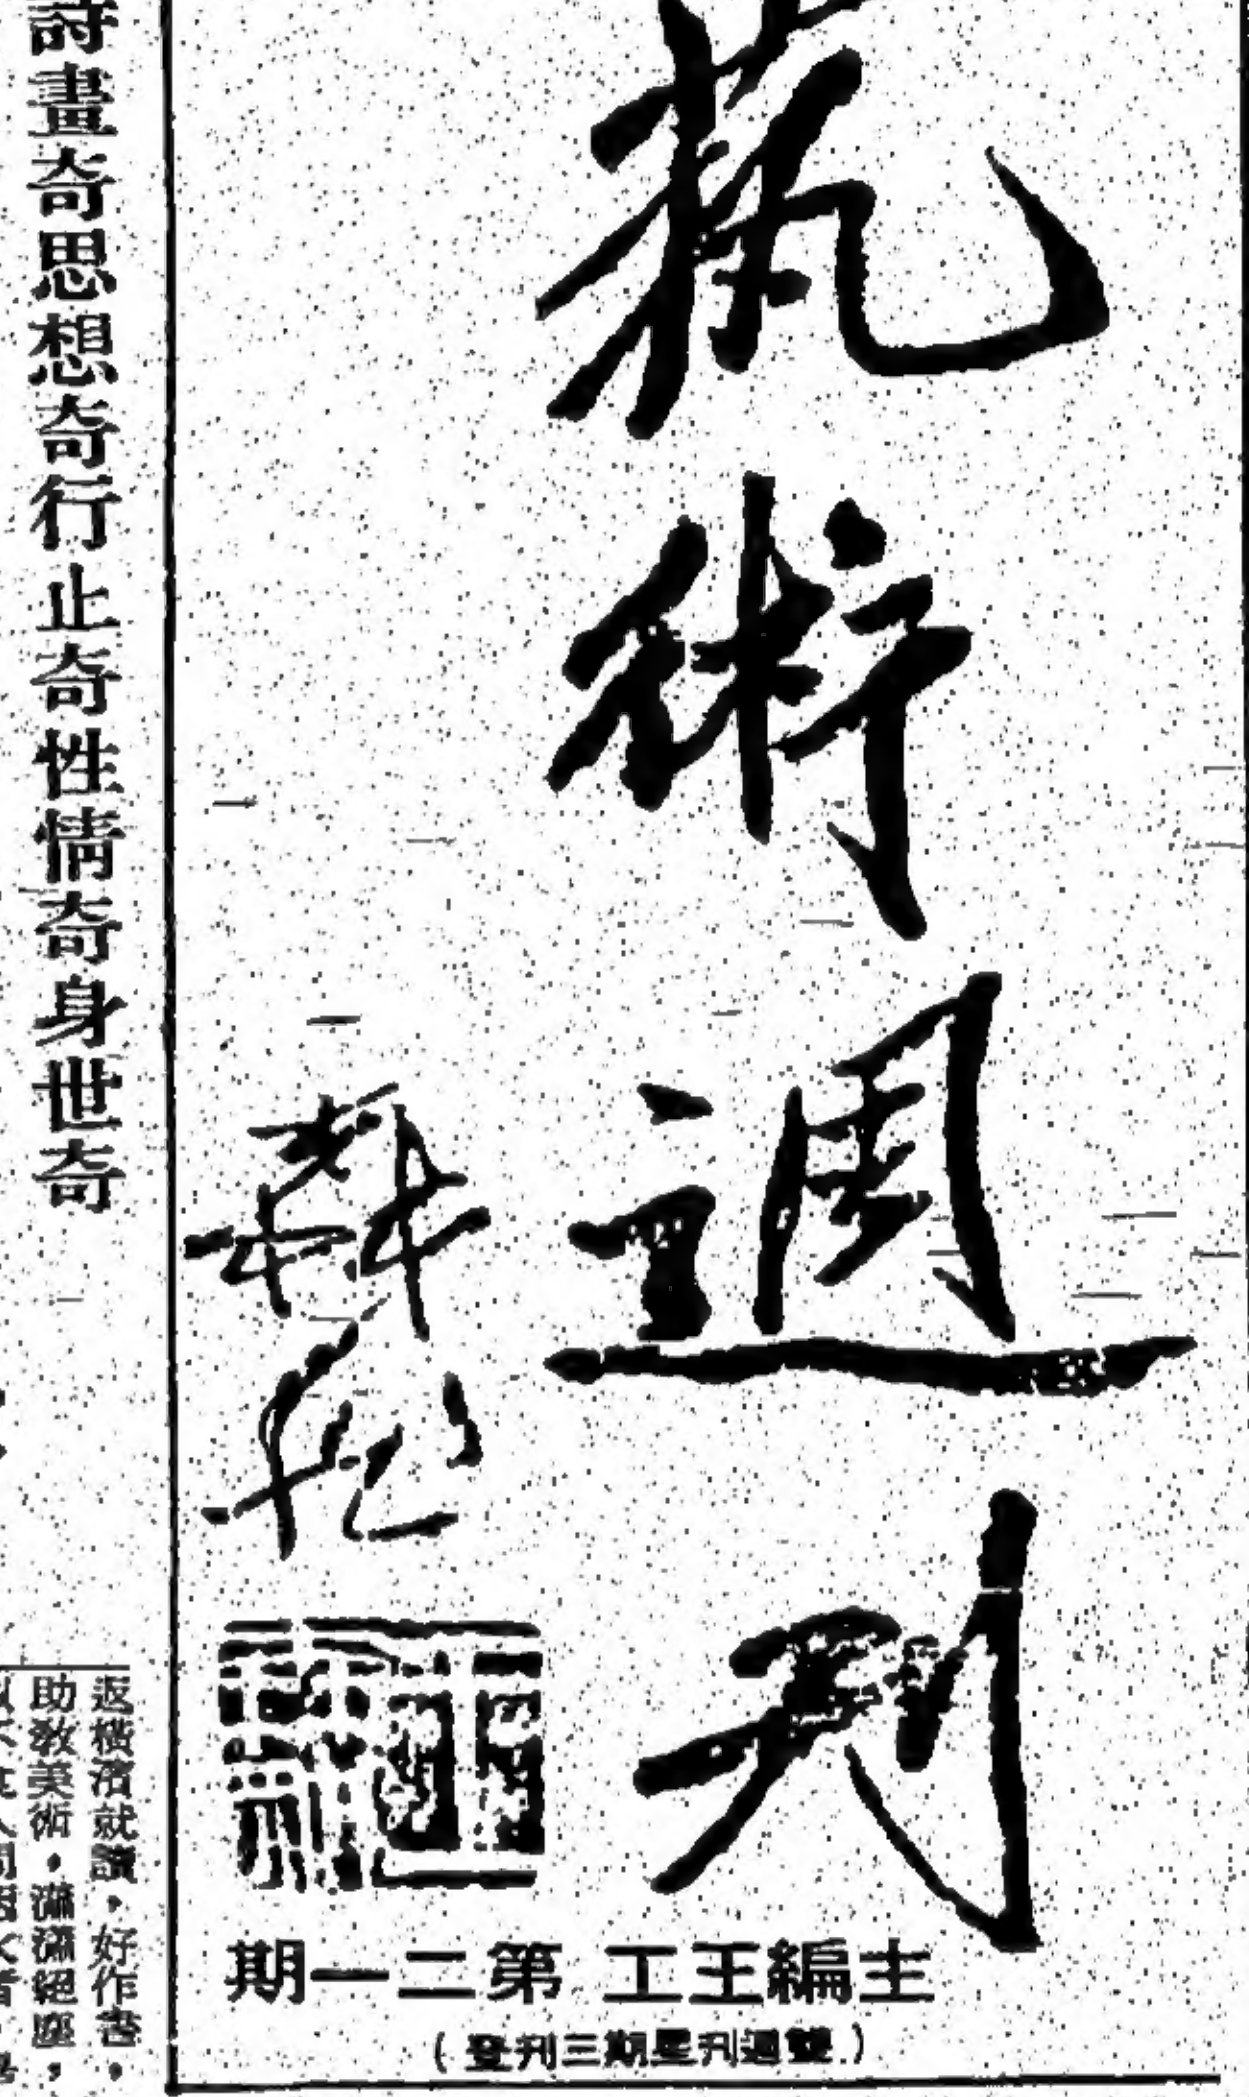 藝術週刊
主編王工 第二一期
(雙週刊星期三刊登)
詩畫奇思想奇行止奇性情奇身世奇
返橫濱就讀,好作書,
助敎美術,瀟灑絕塵,